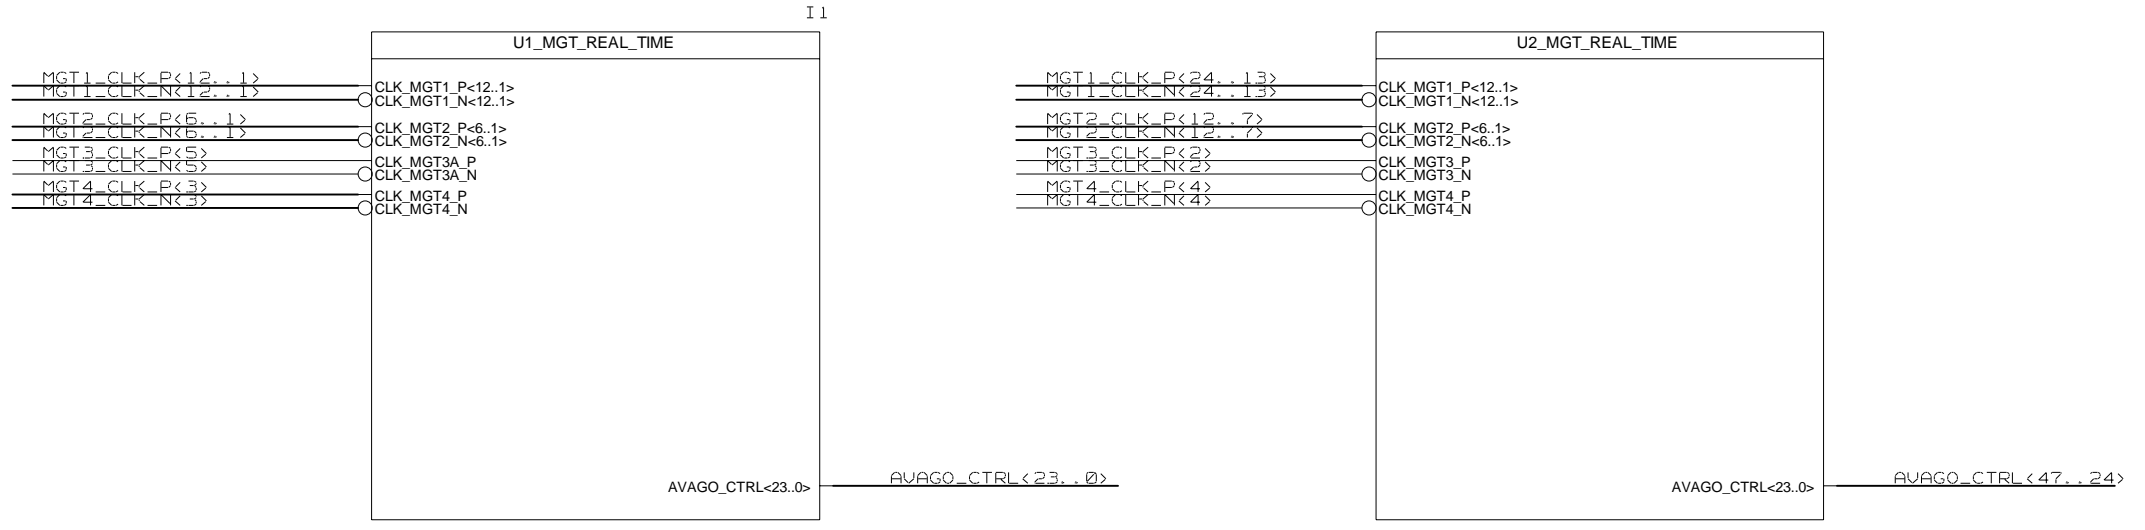 I1
U1_MGT_REAL_TIME
MGT1_CLK_P<12..1>
CLK_MGT1_P<12..1>
MGT1_CLK_N<12..1>
CLK_MGT1_N<12..1>
MGT2_CLK_P<6..1>
CLK_MGT2_P<6..1>
MGT2_CLK_N<6..1>
CLK_MGT2_N<6..1>
MGT3_CLK_P<5>
CLK_MGT3A_P
MGT3_CLK_N<5>
CLK_MGT3A_N
MGT4_CLK_P<3>
CLK_MGT4_P
MGT4_CLK_N<3>
CLK_MGT4_N
AVAGO_CTRL<23..0>
AVAGO_CTRL<23..0>
U2_MGT_REAL_TIME
MGT1_CLK_P<24..13>
CLK_MGT1_P<12..1>
MGT1_CLK_N<24..13>
CLK_MGT1_N<12..1>
MGT2_CLK_P<12..7>
CLK_MGT2_P<6..1>
MGT2_CLK_N<12..7>
CLK_MGT2_N<6..1>
MGT3_CLK_P<2>
CLK_MGT3_P
MGT3_CLK_N<2>
CLK_MGT3_N
MGT4_CLK_P<4>
CLK_MGT4_P
MGT4_CLK_N<4>
CLK_MGT4_N
AVAGO_CTRL<23..0>
AVAGO_CTRL<47..24>